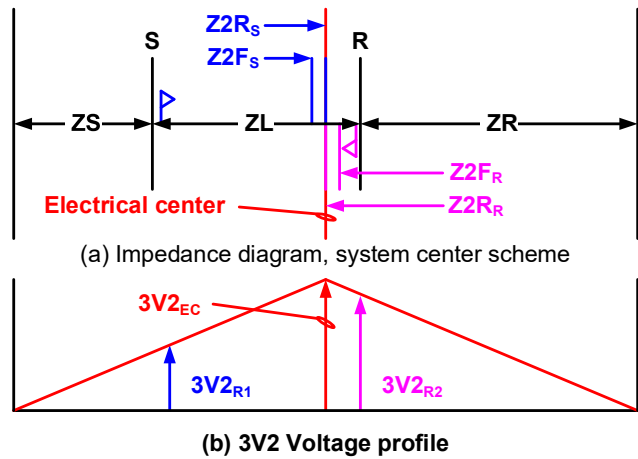 Z2R_S
S
R
Z2F_S
ZS
ZL
ZR
Z2F_R
Electrical center
Z2R_R
(a) Impedance diagram, system center scheme
3V2_EC
3V2_R1
3V2_R2
(b) 3V2 Voltage profile